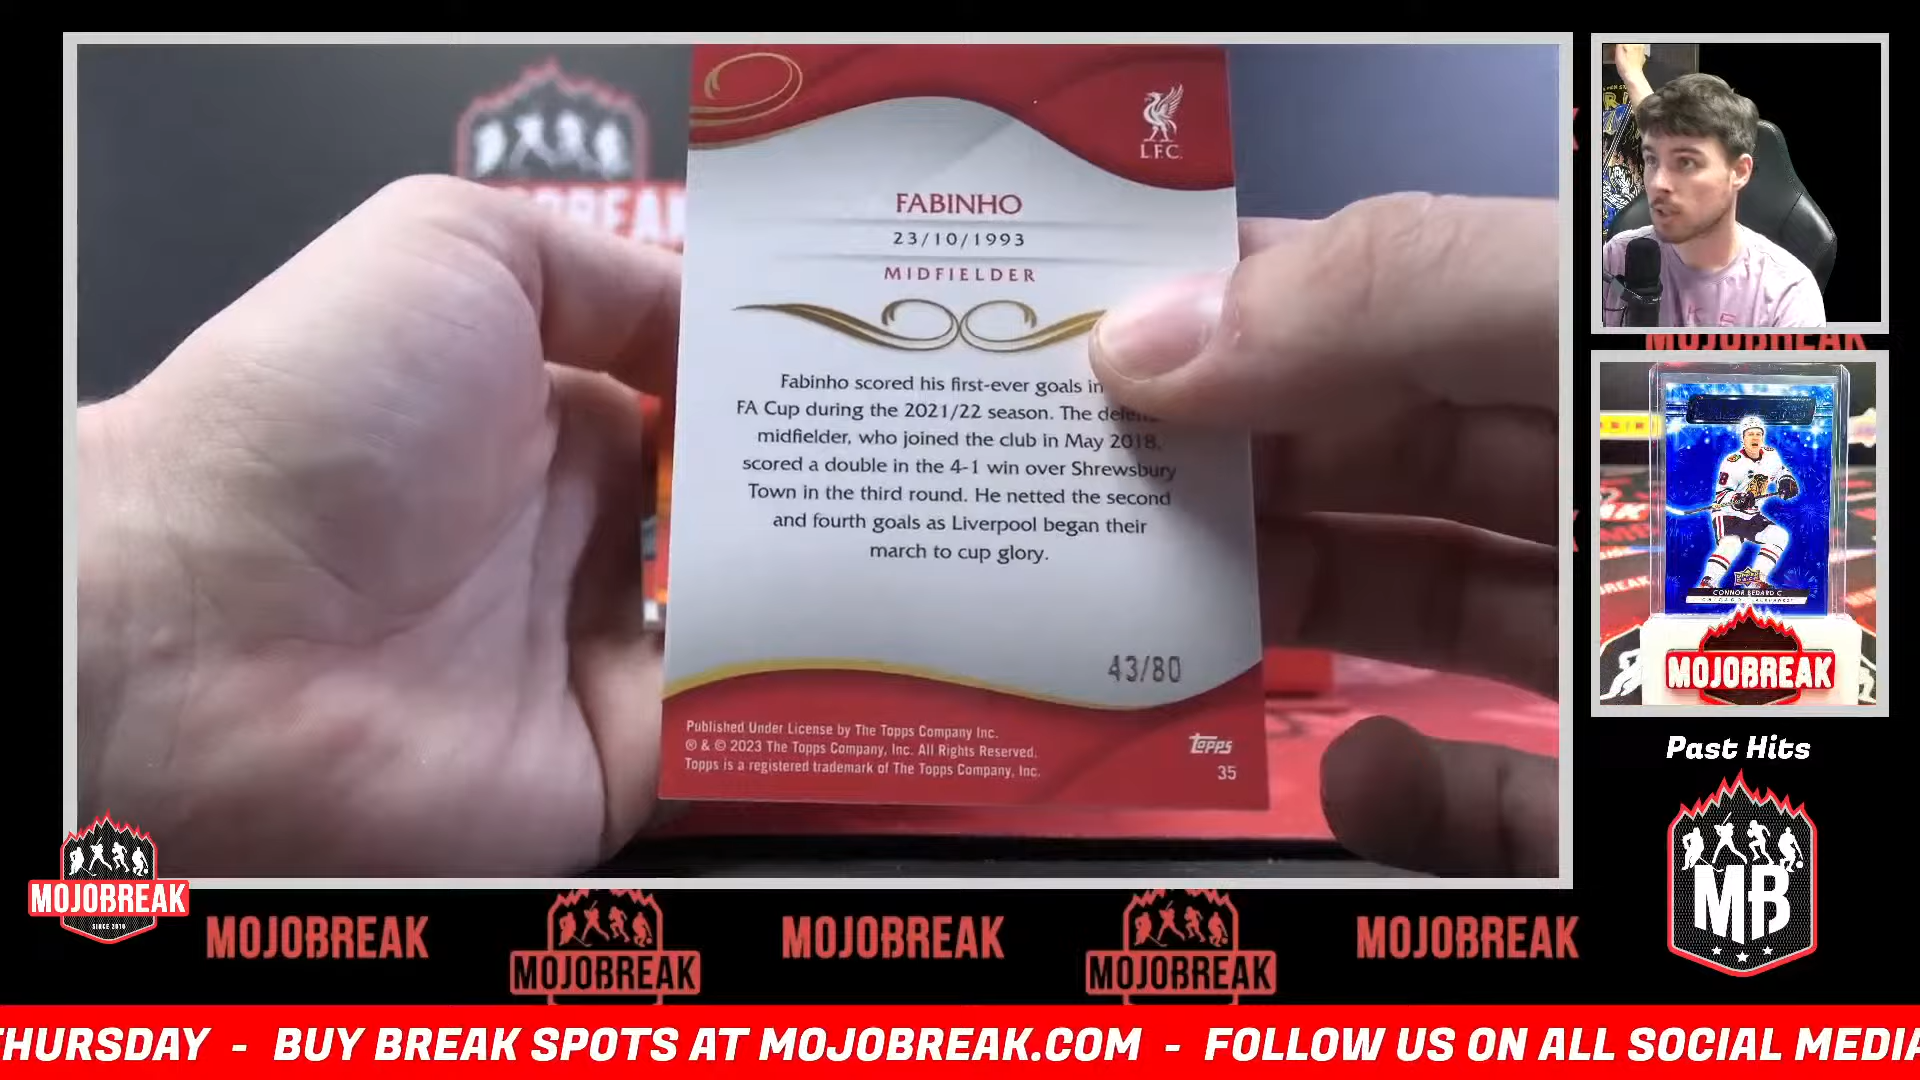 L.F.C.
FABINHO
23/10/1993
MIDFIELDER
Fabinho scored his first-ever goals in
FA Cup during the 2021/22 season. The
midfielder, who joined the club in May 2018,
scored a double in the 4-1 win over Shrewsbury
Town in the third round. He netted the second
and fourth goals as Liverpool began their
march to cup glory.
43/80
Published Under License by The Topps Company Inc.
® & © 2023 The Topps Company, Inc. All Rights Reserved.
Topps is a registered trademark of The Topps Company, Inc.
topps
35
CONNOR BEDARD C
MOJOBREAK
Past Hits
MB
MOJOBREAK
SINCE 2010
MOJOBREAK
MOJOBREAK
MOJOBREAK
MOJOBREAK
MOJOBREAK
THURSDAY - BUY BREAK SPOTS AT MOJOBREAK.COM - FOLLOW US ON ALL SOCIAL MEDIA